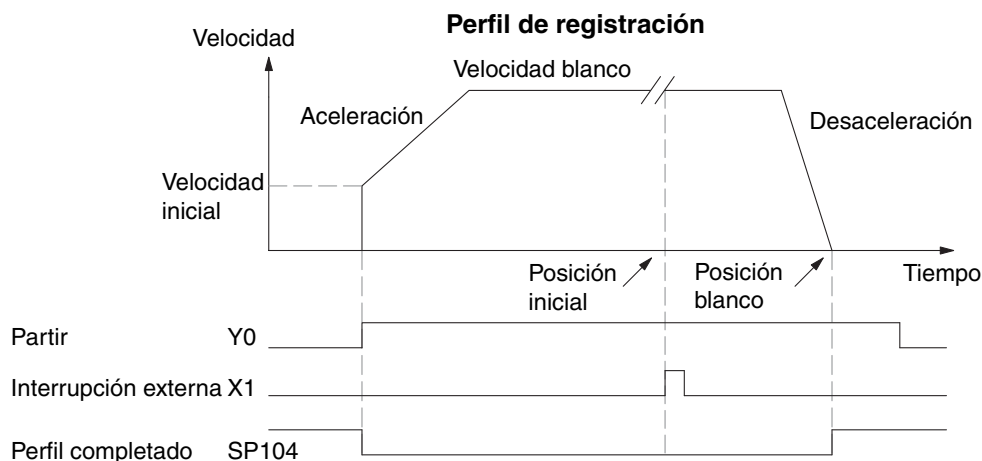 Perfil de registración
Velocidad
Velocidad blanco
Aceleración
Desaceleración
Velocidad
inicial
Posición
inicial
Posición
blanco
Tiempo
Partir Y0
Interrupción externa X1
Perfil completado SP104